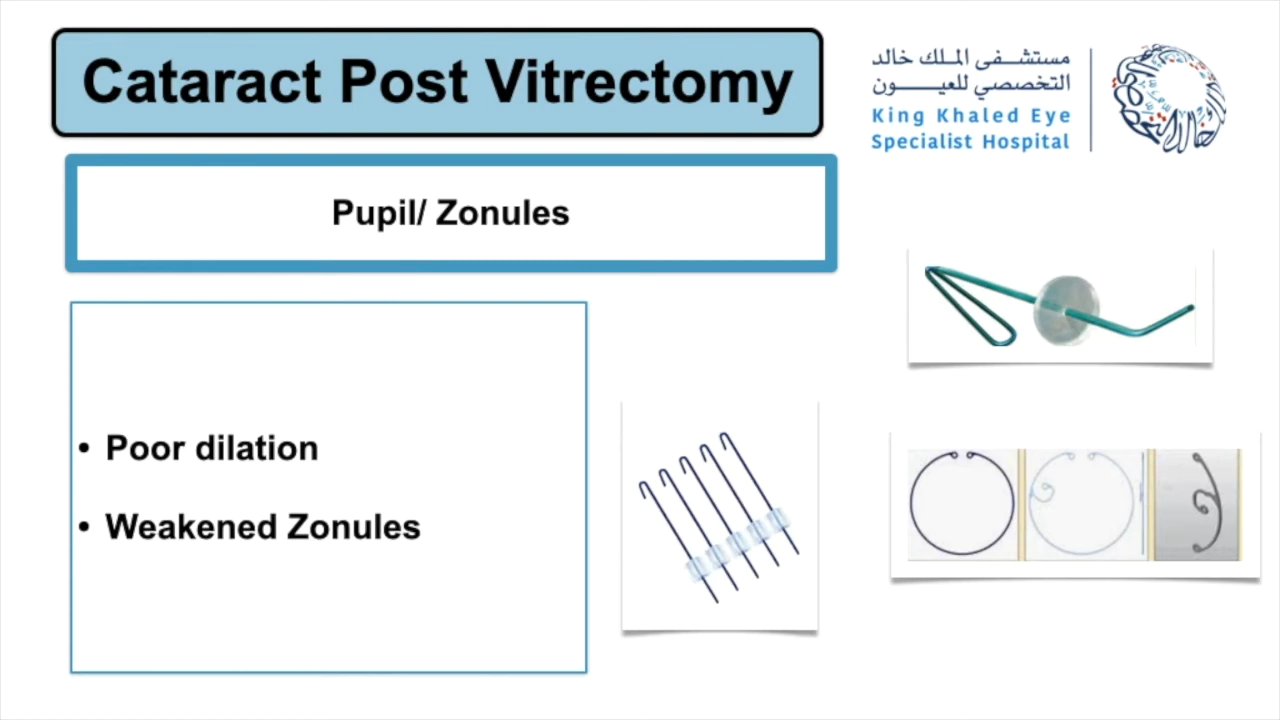 Cataract Post Vitrectomy
مستشفى الملك خالد
التخصصي للعيون
King Khaled Eye
Specialist Hospital
Pupil/ Zonules
• Poor dilation
• Weakened Zonules